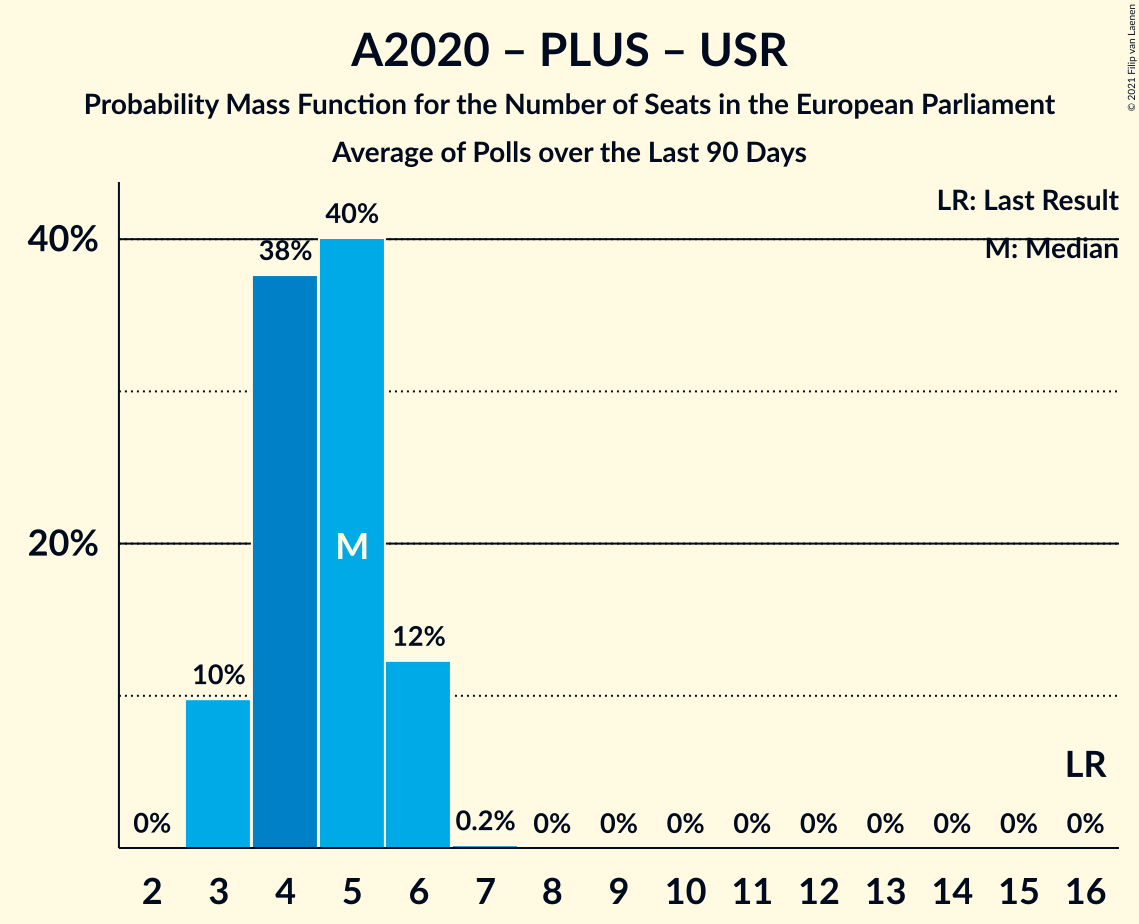 A2020 – PLUS – USR
Probability Mass Function for the Number of Seats in the European Parliament
Average of Polls over the Last 90 Days
© 2021 Filip van Laenen
LR: Last Result
M: Median
40%
20%
0%
10%
38%
40%
M
12%
0.2%
0%
0%
0%
0%
0%
0%
0%
0%
0%
LR
2 3 4 5 6 7 8 9 10 11 12 13 14 15 16